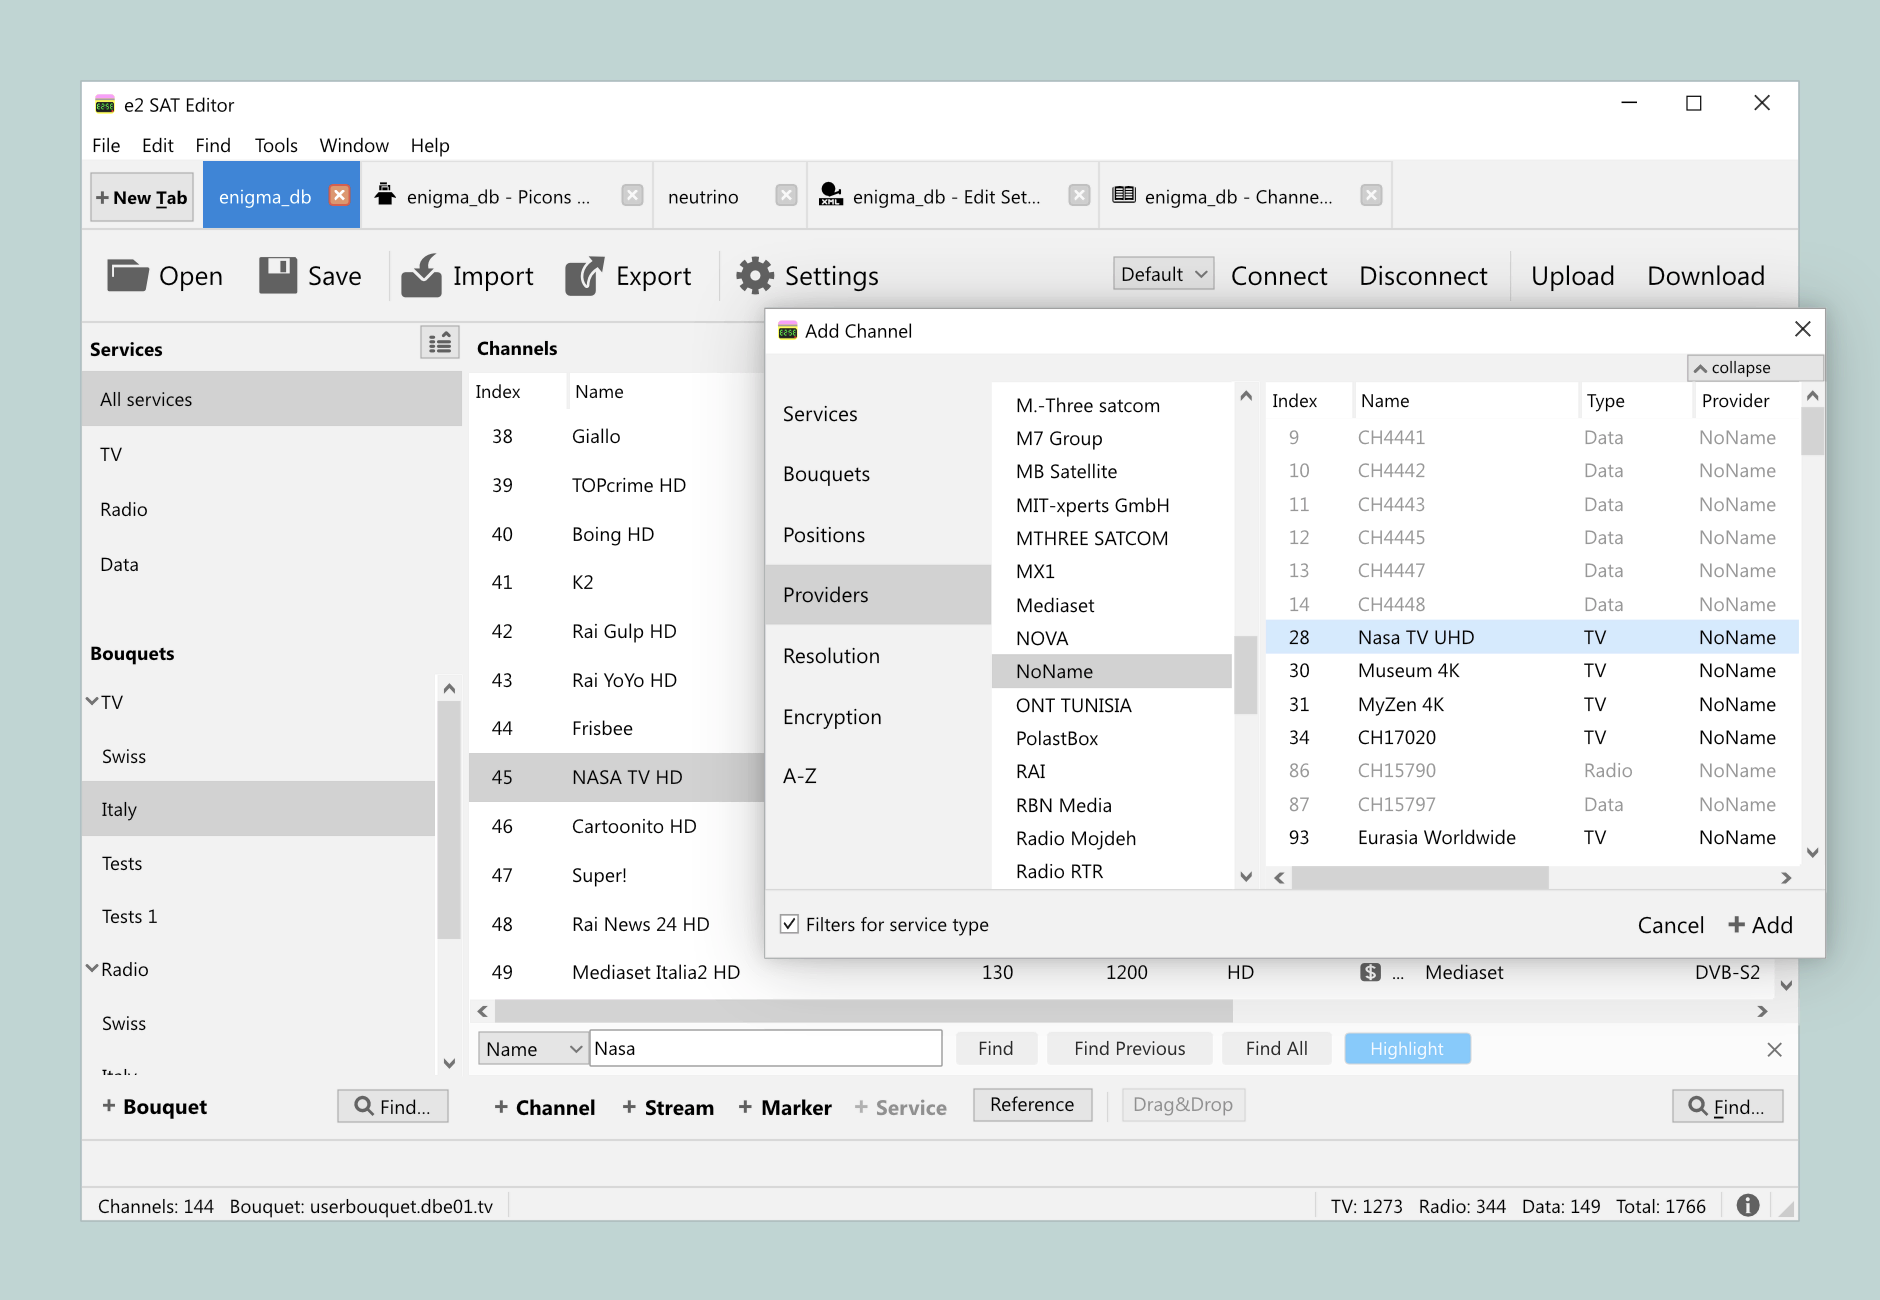 e2 SAT Editor
File Edit Find Tools Window Help
+ New Tab enigma_db enigma_db - Picons ... neutrino enigma_db - Edit Set... enigma_db - Channe...
Open Save Import Export Settings Default Connect Disconnect Upload Download
Services
All services
TV
Radio
Data
Bouquets
TV
Swiss
Italy
Tests
Tests 1
Radio
Swiss
Italy
+ Bouquet Find...
Channels
Index Name
38 Giallo
39 TOPcrime HD
40 Boing HD
41 K2
42 Rai Gulp HD
43 Rai YoYo HD
44 Frisbee
45 NASA TV HD
46 Cartoonito HD
47 Super!
48 Rai News 24 HD
49 Mediaset Italia2 HD 130 1200 HD $ ... Mediaset DVB-S2
Name Nasa Find Find Previous Find All Highlight
+ Channel + Stream + Marker + Service Reference Drag&Drop Find...
Add Channel
collapse
Services
Bouquets
Positions
Providers
Resolution
Encryption
A-Z
M.-Three satcom
M7 Group
MB Satellite
MIT-xperts GmbH
MTHREE SATCOM
MX1
Mediaset
NOVA
NoName
ONT TUNISIA
PolastBox
RAI
RBN Media
Radio Mojdeh
Radio RTR
Index Name Type Provider
9 CH4441 Data NoName
10 CH4442 Data NoName
11 CH4443 Data NoName
12 CH4445 Data NoName
13 CH4447 Data NoName
14 CH4448 Data NoName
28 Nasa TV UHD TV NoName
30 Museum 4K TV NoName
31 MyZen 4K TV NoName
34 CH17020 TV NoName
86 CH15790 Radio NoName
87 CH15797 Data NoName
93 Eurasia Worldwide TV NoName
Filters for service type Cancel + Add
Channels: 144 Bouquet: userbouquet.dbe01.tv TV: 1273 Radio: 344 Data: 149 Total: 1766